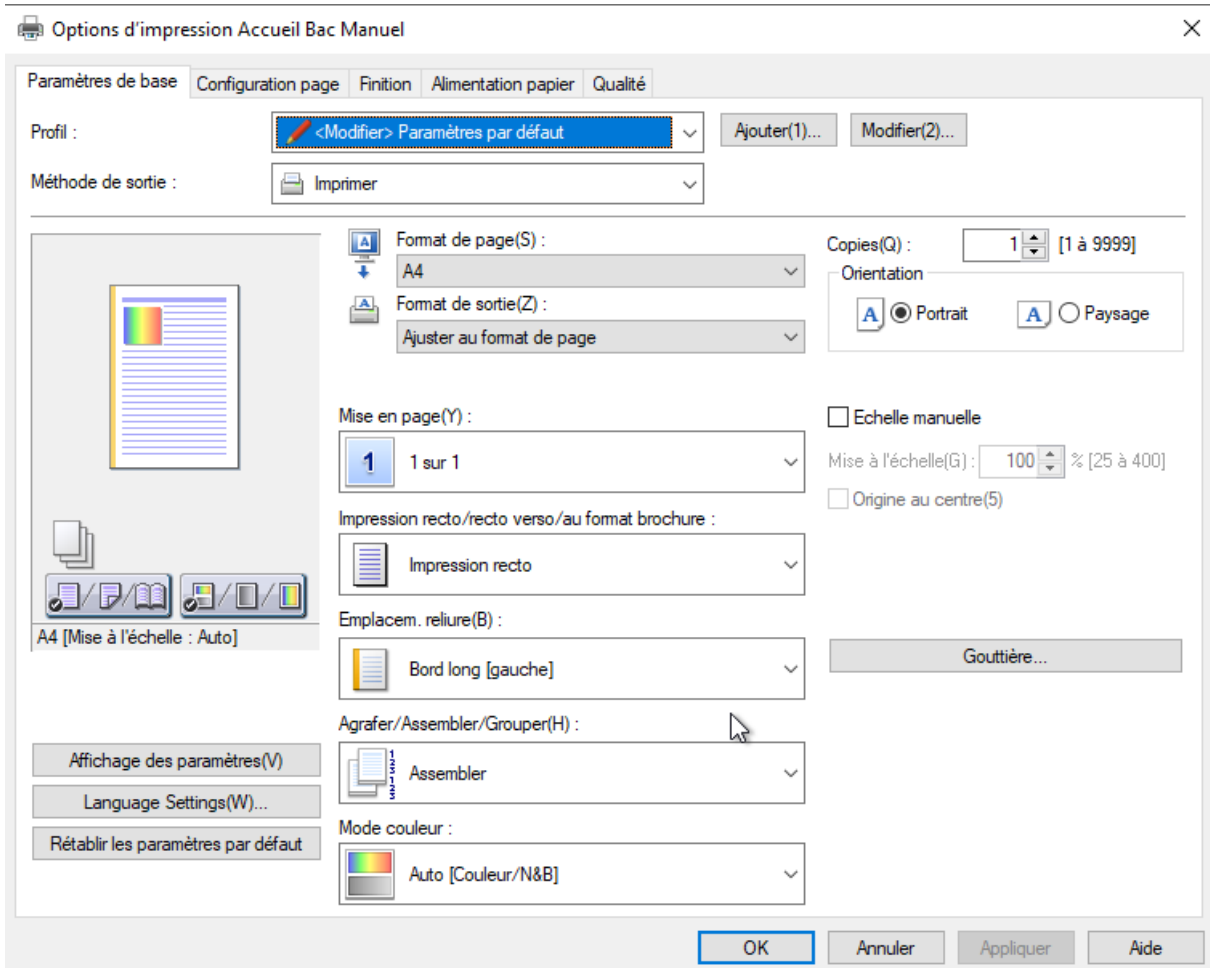 Options d'impression Accueil Bac Manuel
Paramètres de base Configuration page Finition Alimentation papier Qualité
Profil : <Modifier> Paramètres par défaut Ajouter(1)... Modifier(2)...
Méthode de sortie : Imprimer
Format de page(S) :
A4
Format de sortie(Z) :
Ajuster au format de page
Copies(Q) : 1 [1 à 9999]
Orientation
A Portrait A Paysage
Mise en page(Y) :
1 1 sur 1
Echelle manuelle
Mise à l'échelle(G) : 100 % [25 à 400]
Origine au centre(5)
Impression recto/recto verso/au format brochure :
Impression recto
A4 [Mise à l'échelle : Auto]
Emplacem. reliure(B) :
Bord long [gauche]
Gouttière...
Agrafer/Assembler/Grouper(H) :
Assembler
Mode couleur :
Auto [Couleur/N&B]
Affichage des paramètres(V)
Language Settings(W)...
Rétablir les paramètres par défaut
OK Annuler Appliquer Aide